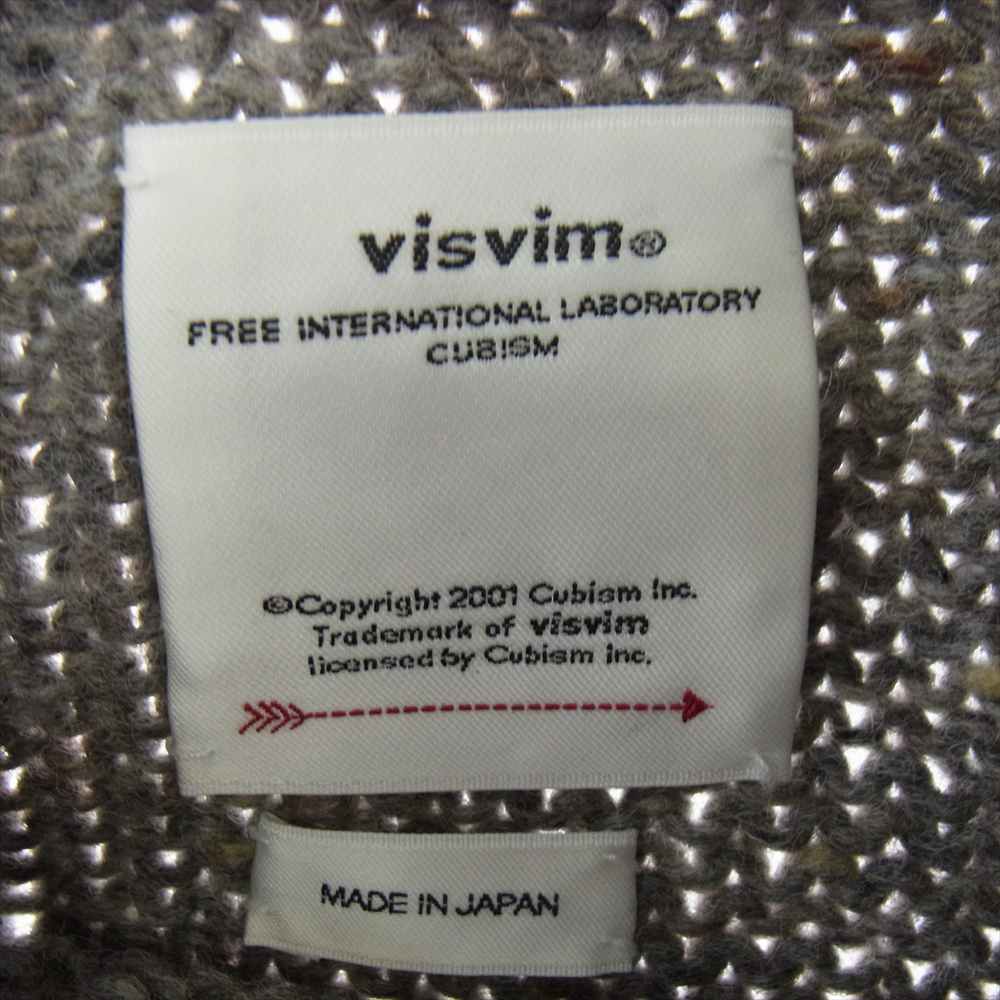 visvim®
FREE INTERNATIONAL LABORATORY
CUBISM
©Copyright 2001 Cubism Inc.
Trademark of visvim
licensed by Cubism Inc.
MADE IN JAPAN